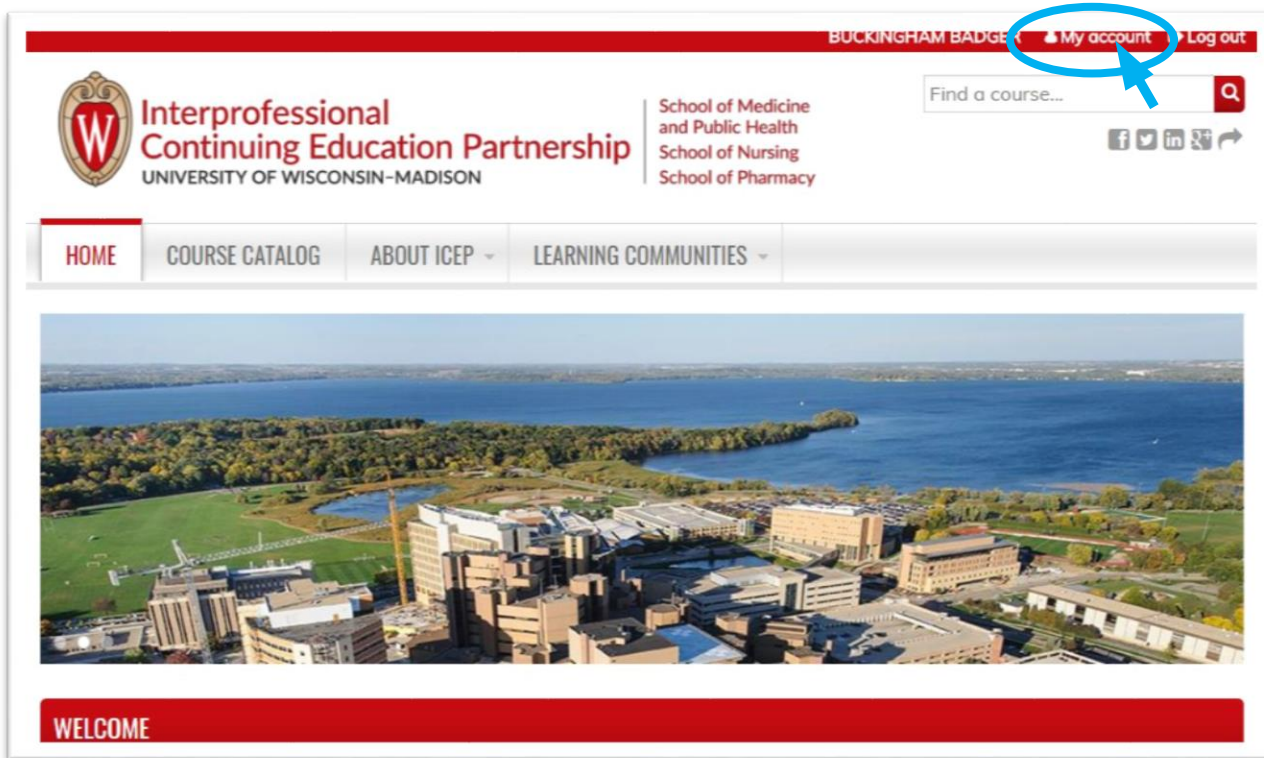 BUCKINGHAM BADGER My account Log out
W
Interprofessional
Continuing Education Partnership
UNIVERSITY OF WISCONSIN–MADISON
School of Medicine
and Public Health
School of Nursing
School of Pharmacy
Find a course...
HOME COURSE CATALOG ABOUT ICEP LEARNING COMMUNITIES
WELCOME